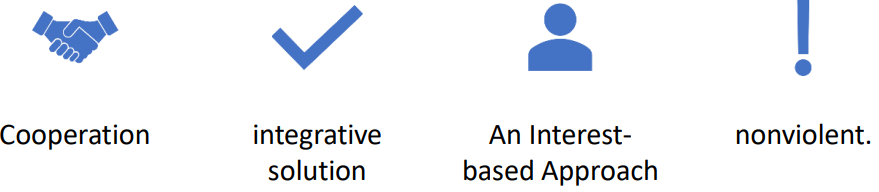 Cooperation
integrative
solution
An Interest-
based Approach
nonviolent.